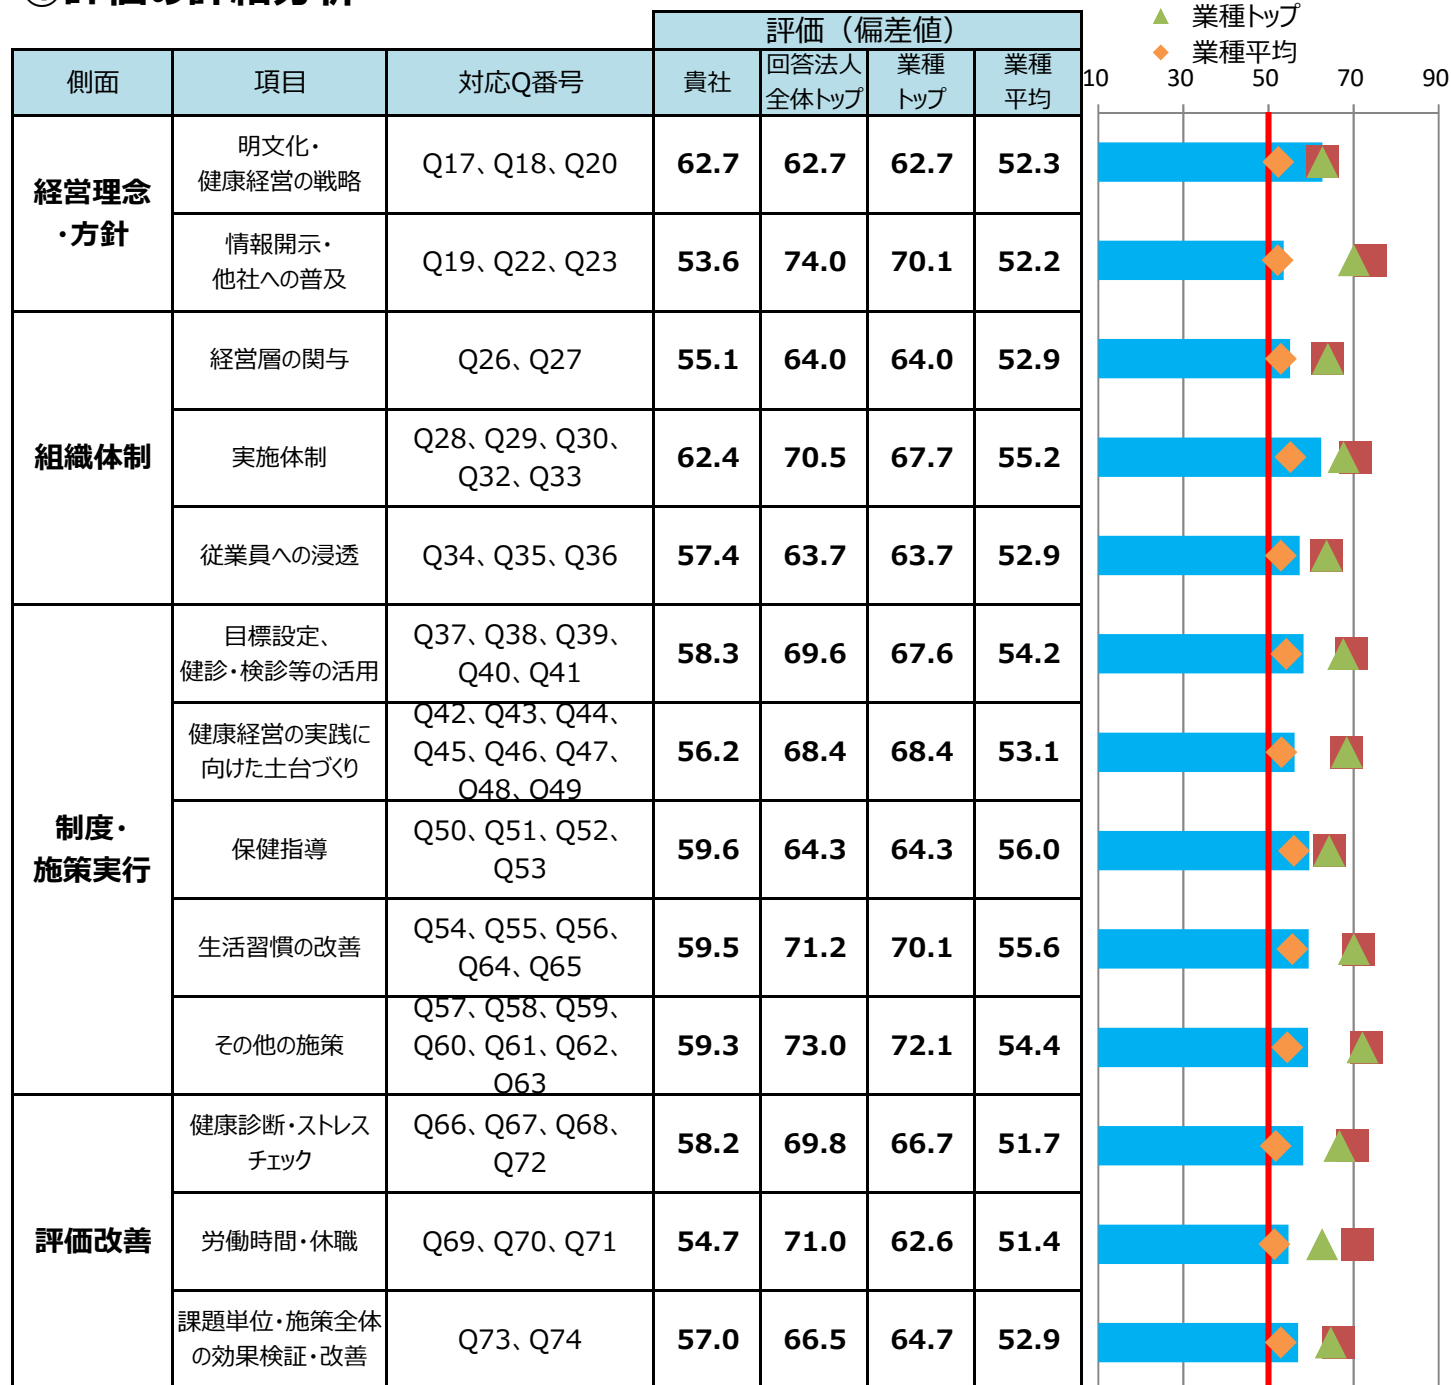 ①評価の詳細分析
▲ 業種トップ
◆ 業種平均
評価（偏差値）
側面 項目 対応Q番号 貴社 回答法人 業種 業種
全体トップ トップ 平均
10 30 50 70 90
経営理念
・方針
明文化・
健康経営の戦略
Q17、Q18、Q20 62.7 62.7 62.7 52.3
情報開示・
他社への普及
Q19、Q22、Q23 53.6 74.0 70.1 52.2
組織体制
経営層の関与 Q26、Q27 55.1 64.0 64.0 52.9
実施体制
Q28、Q29、Q30、
Q32、Q33
62.4 70.5 67.7 55.2
従業員への浸透 Q34、Q35、Q36 57.4 63.7 63.7 52.9
制度・
施策実行
目標設定、
健診・検診等の活用
Q37、Q38、Q39、
Q40、Q41
58.3 69.6 67.6 54.2
健康経営の実践に
向けた土台づくり
Q42、Q43、Q44、
Q45、Q46、Q47、
Q48、Q49
56.2 68.4 68.4 53.1
保健指導
Q50、Q51、Q52、
Q53
59.6 64.3 64.3 56.0
生活習慣の改善
Q54、Q55、Q56、
Q64、Q65
59.5 71.2 70.1 55.6
その他の施策
Q57、Q58、Q59、
Q60、Q61、Q62、
Q63
59.3 73.0 72.1 54.4
評価改善
健康診断・ストレス
チェック
Q66、Q67、Q68、
Q72
58.2 69.8 66.7 51.7
労働時間・休職 Q69、Q70、Q71 54.7 71.0 62.6 51.4
課題単位・施策全体
の効果検証・改善
Q73、Q74 57.0 66.5 64.7 52.9